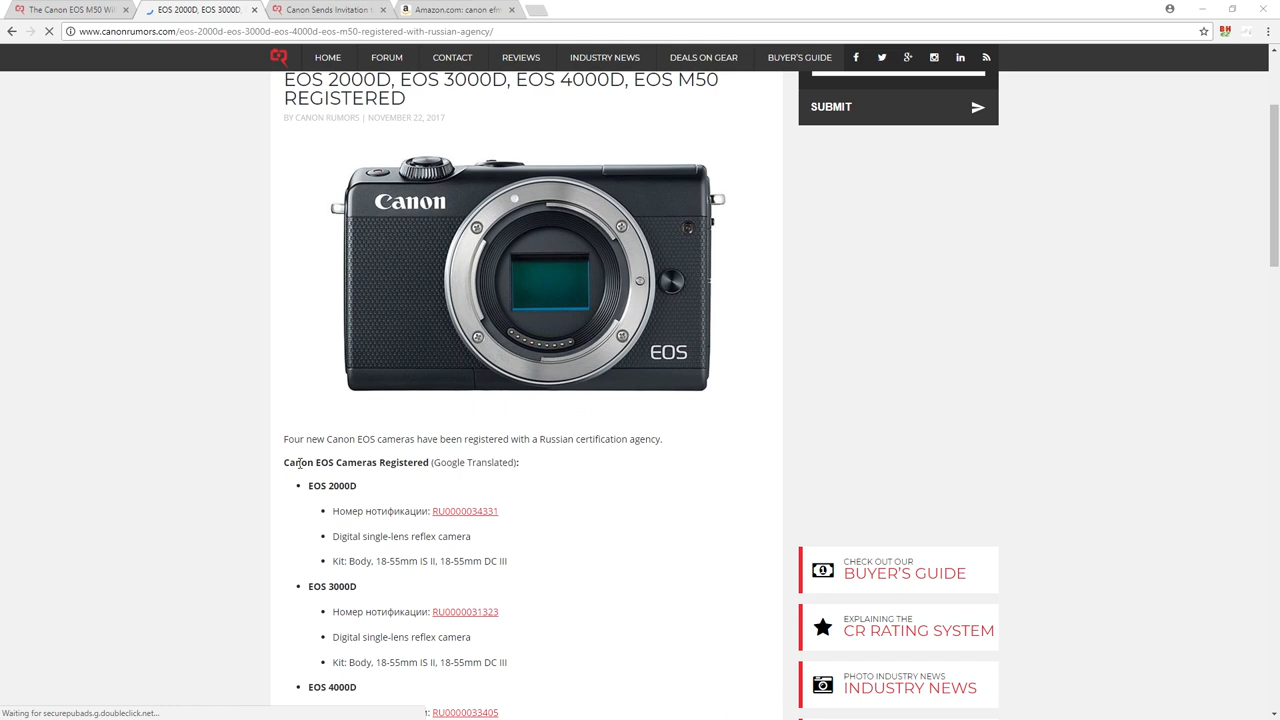 The Canon EOS M50 Wil
EOS 2000D, EOS 3000D,
Canon Sends Invitation t
Amazon.com: canon efm
www.canonrumors.com/eos-2000d-eos-3000d-eos-4000d-eos-m50-registered-with-russian-agency/
HOME FORUM CONTACT REVIEWS INDUSTRY NEWS DEALS ON GEAR BUYER'S GUIDE
EOS 2000D, EOS 3000D, EOS 4000D, EOS M50
REGISTERED
BY CANON RUMORS | NOVEMBER 22, 2017
SUBMIT
Canon
EOS
Four new Canon EOS cameras have been registered with a Russian certification agency.
Canon EOS Cameras Registered (Google Translated):
EOS 2000D
Номер нотификации: RU0000034331
Digital single-lens reflex camera
Kit: Body, 18-55mm IS II, 18-55mm DC III
EOS 3000D
Номер нотификации: RU0000031323
Digital single-lens reflex camera
Kit: Body, 18-55mm IS II, 18-55mm DC III
EOS 4000D
RU0000033405
CHECK OUT OUR
BUYER'S GUIDE
EXPLAINING THE
CR RATING SYSTEM
PHOTO INDUSTRY NEWS
INDUSTRY NEWS
Waiting for securepubads.g.doubleclick.net...